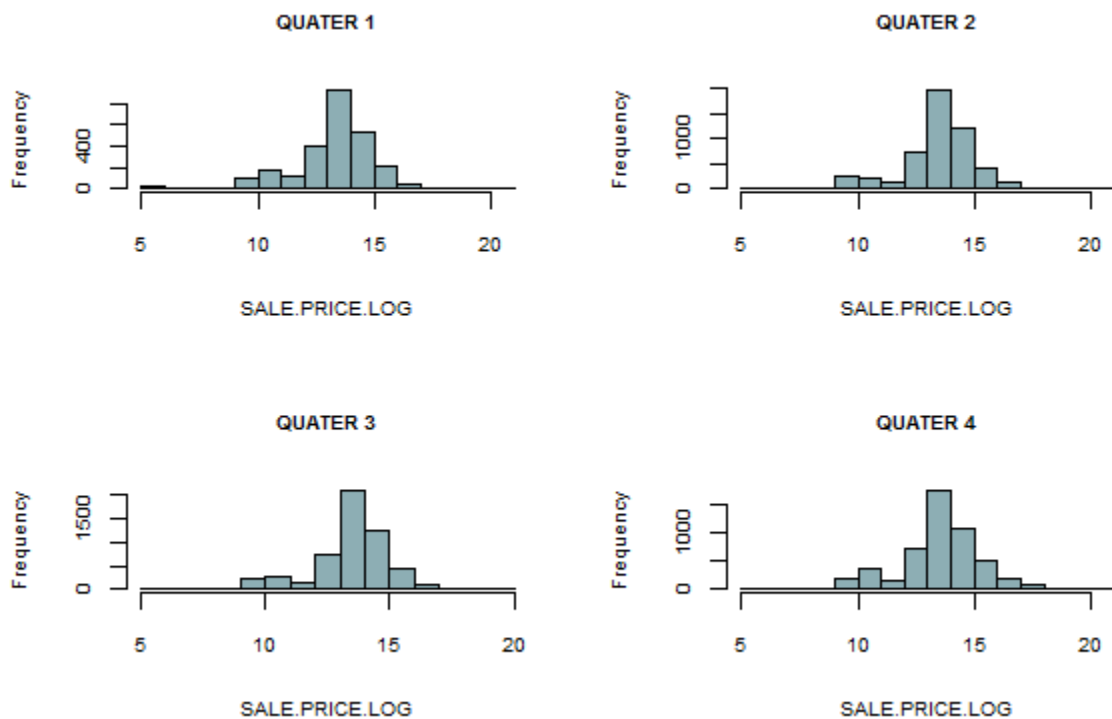 QUATER 1
Frequency
0 400
5 10 15 20
SALE.PRICE.LOG
QUATER 2
Frequency
0 1000
5 10 15 20
SALE.PRICE.LOG
QUATER 3
Frequency
0 1500
5 10 15 20
SALE.PRICE.LOG
QUATER 4
Frequency
0 1000
5 10 15 20
SALE.PRICE.LOG